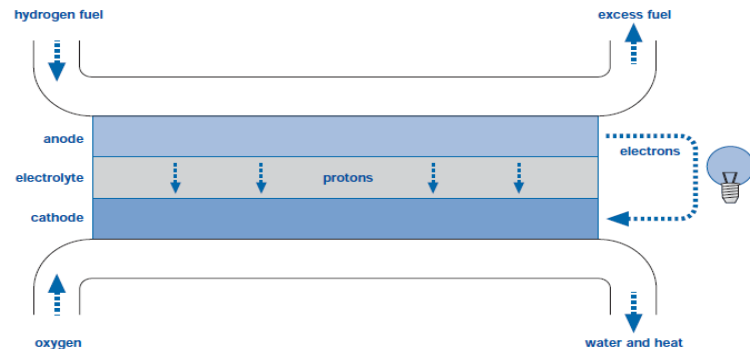 hydrogen fuel
excess fuel
anode
electrons
electrolyte
protons
cathode
oxygen
water and heat